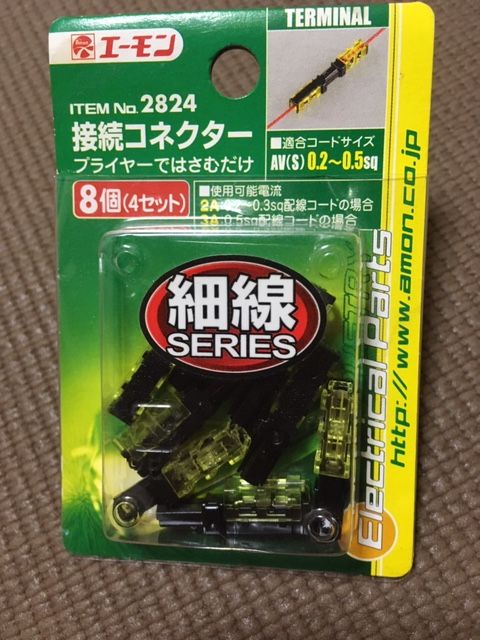 エーモン
TERMINAL
ITEM No.2824
接続コネクター
プライヤーではさむだけ
■適合コードサイズ
AV(S) 0.2〜0.5sq
8個(4セット)
■使用可能電流
2A 0.2〜0.3sq配線コードの場合
3A 0.5sq配線コードの場合
細線
SERIES
Electrical Parts
http://www.amon.co.jp